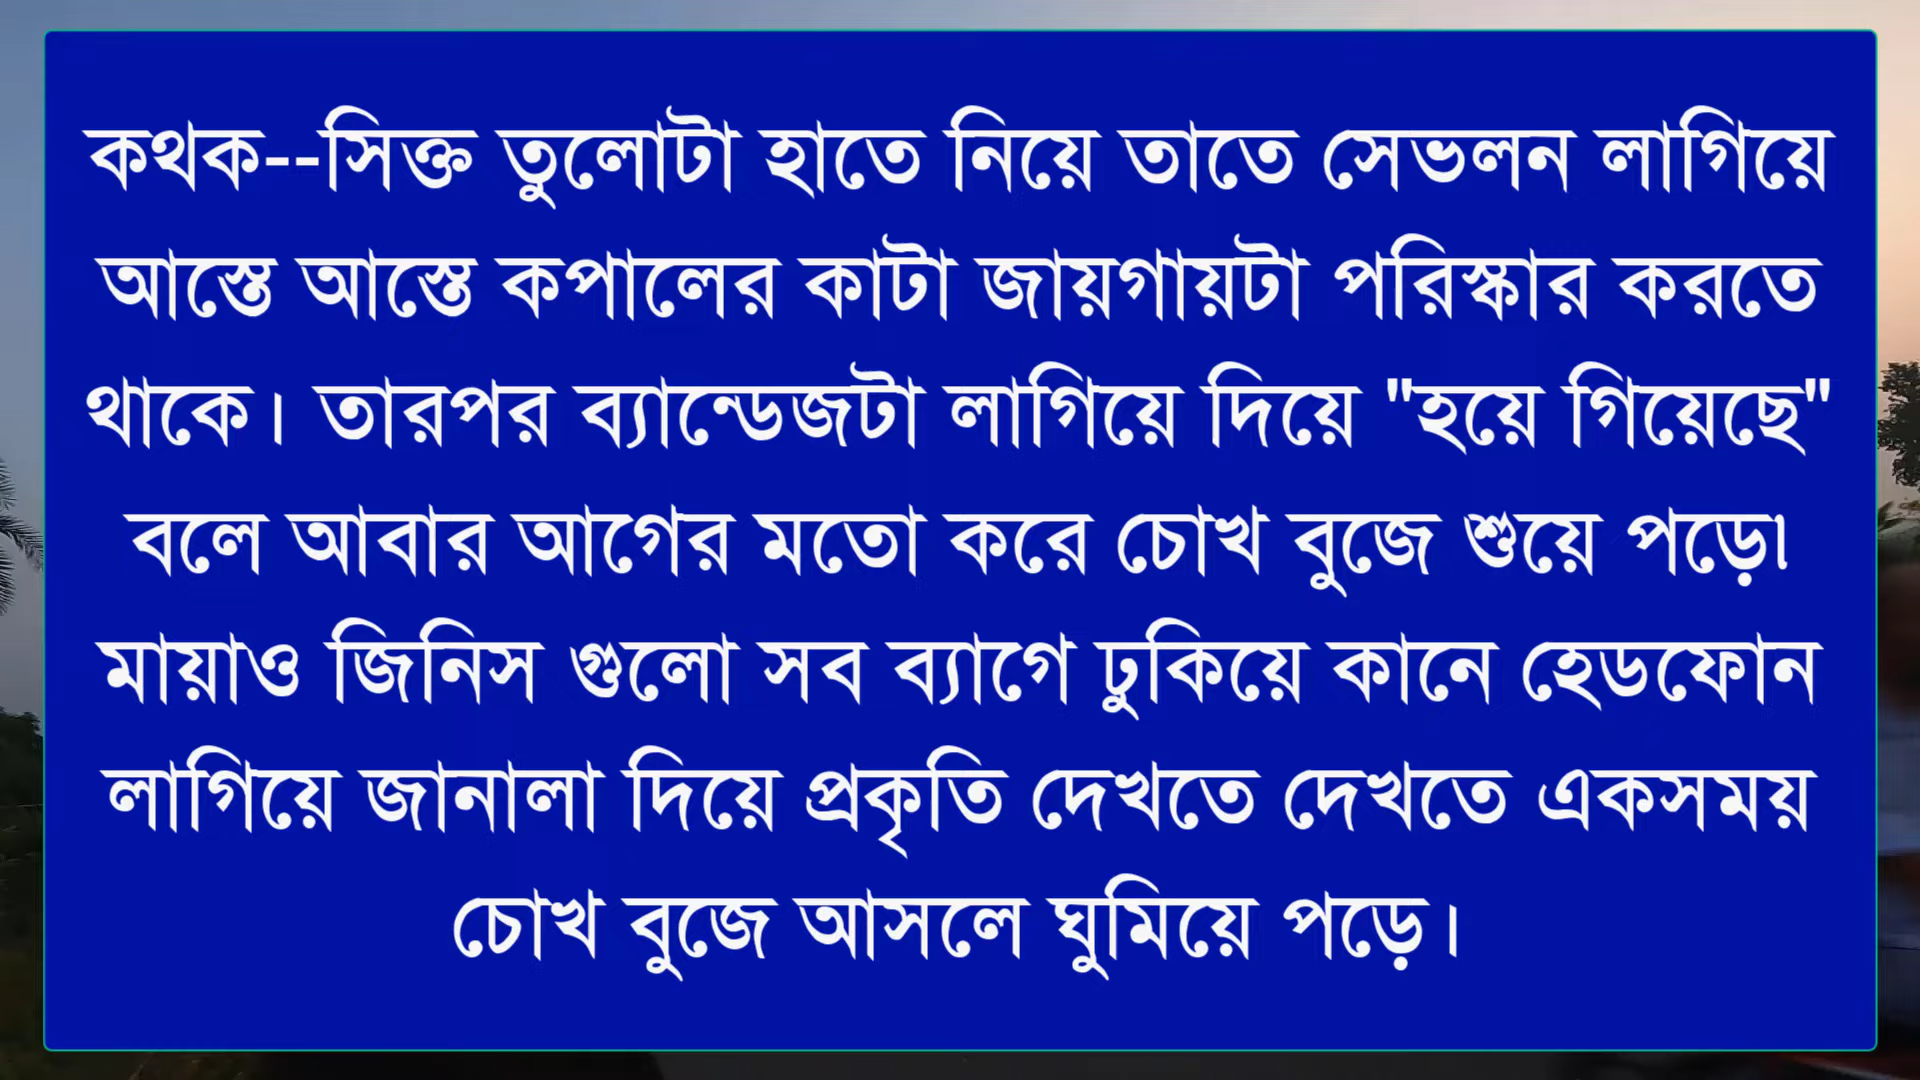 কথক--সিক্ত তুলোটা হাতে নিয়ে তাতে সেভলন লাগিয়ে
আস্তে আস্তে কপালের কাটা জায়গায়টা পরিস্কার করতে
থাকে। তারপর ব্যান্ডেজটা লাগিয়ে দিয়ে "হয়ে গিয়েছে"
বলে আবার আগের মতো করে চোখ বুজে শুয়ে পড়ে৷
মায়াও জিনিস গুলো সব ব্যাগে ঢুকিয়ে কানে হেডফোন
লাগিয়ে জানালা দিয়ে প্রকৃতি দেখতে দেখতে একসময়
চোখ বুজে আসলে ঘুমিয়ে পড়ে।